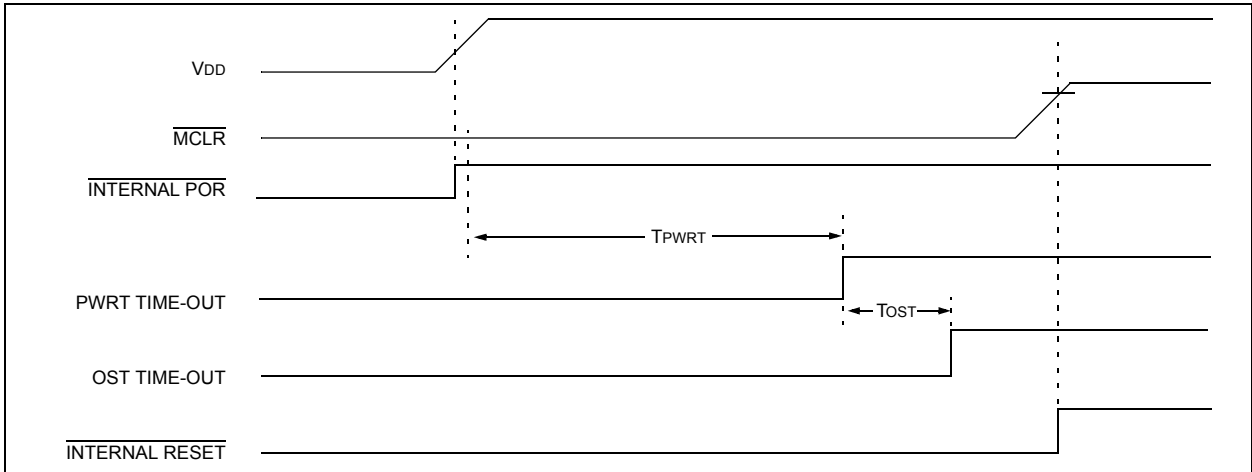 VDD
MCLR
INTERNAL POR
TPWRT
PWRT TIME-OUT
TOST
OST TIME-OUT
INTERNAL RESET